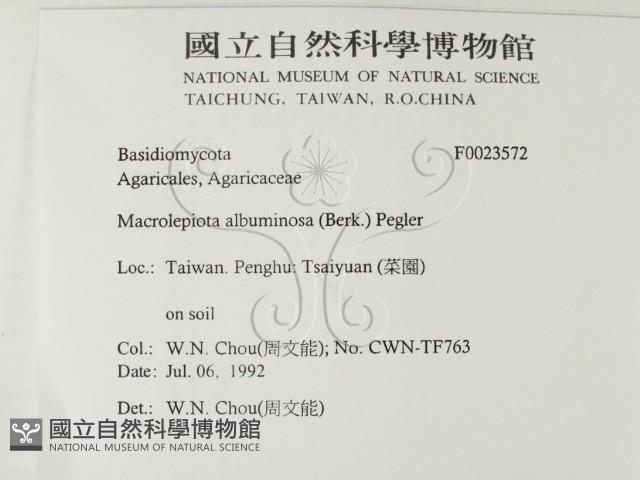 國立自然科學博物館
NATIONAL MUSEUM OF NATURAL SCIENCE
TAICHUNG, TAIWAN, R.O.CHINA
Basidiomycota F0023572
Agaricales, Agaricaceae
Macrolepiota albuminosa (Berk.) Pegler
Loc.: Taiwan. Penghu: Tsaiyuan (菜園)
on soil
Col.: W.N. Chou(周文能); No. CWN-TF763
Date: Jul. 06, 1992
Det.: W.N. Chou(周文能)
國立自然科學博物館
NATIONAL MUSEUM OF NATURAL SCIENCE